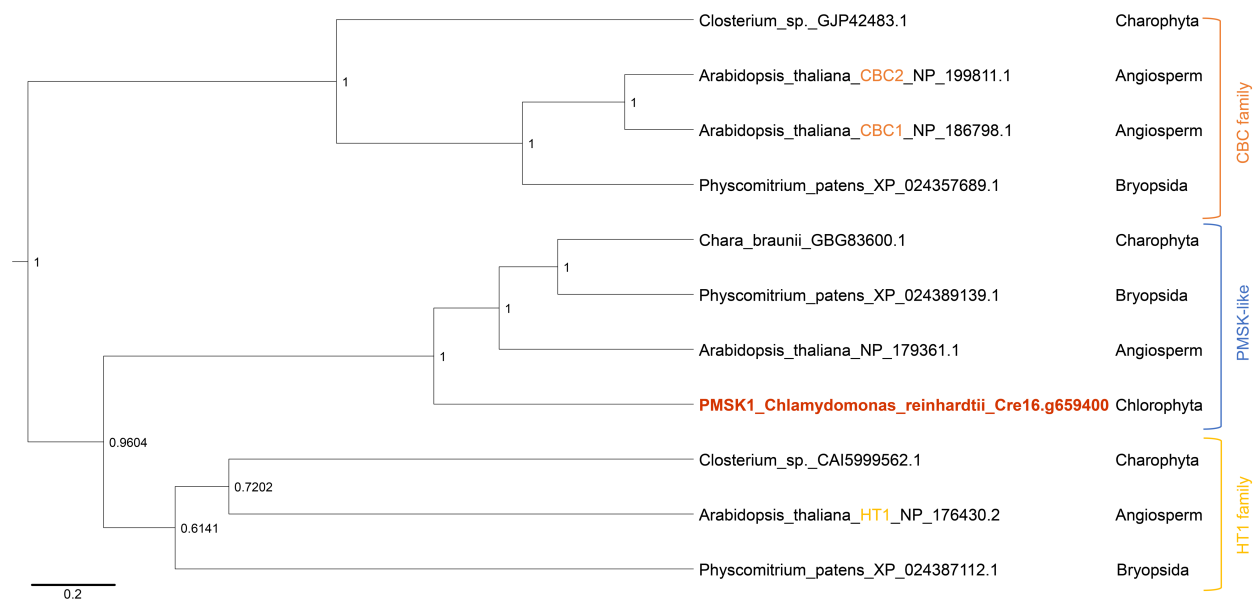 Closterium_sp._GJP42483.1 Charophyta
Arabidopsis_thaliana_CBC2_NP_199811.1 Angiosperm
1
1
Arabidopsis_thaliana_CBC1_NP_186798.1 Angiosperm
1
Physcomitrium_patens_XP_024357689.1 Bryopsida
CBC family
Chara_braunii_GBG83600.1 Charophyta
1
1
Physcomitrium_patens_XP_024389139.1 Bryopsida
1
Arabidopsis_thaliana_NP_179361.1 Angiosperm
1
PMSK1_Chlamydomonas_reinhardtii_Cre16.g659400 Chlorophyta
PMSK-like
0.9604
Closterium_sp._CAI5999562.1 Charophyta
0.7202
Arabidopsis_thaliana_HT1_NP_176430.2 Angiosperm
0.6141
Physcomitrium_patens_XP_024387112.1 Bryopsida
HT1 family
0.2